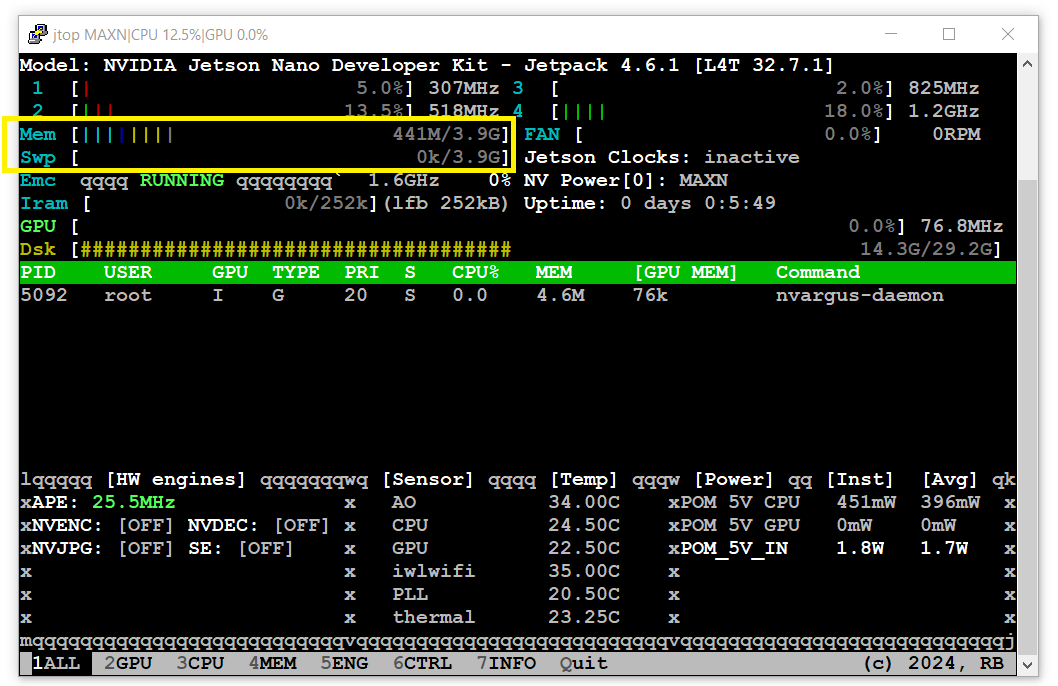 jtop MAXN|CPU 12.5%|GPU 0.0%
Model: NVIDIA Jetson Nano Developer Kit - Jetpack 4.6.1 [L4T 32.7.1]
1 [| 5.0%] 307MHz 3 [ 2.0%] 825MHz
2 [||| 13.5%] 518MHz 4 [|||| 18.0%] 1.2GHz
Mem [|||||||| 441M/3.9G] FAN [ 0.0%] 0RPM
Swp [ 0k/3.9G] Jetson Clocks: inactive
Emc qqqq RUNNING qqqqqqqq` 1.6GHz 0% NV Power[0]: MAXN
Iram [ 0k/252k](lfb 252kB) Uptime: 0 days 0:5:49
GPU [ 0.0%] 76.8MHz
Dsk [#################################### 14.3G/29.2G]
PID USER GPU TYPE PRI S CPU% MEM [GPU MEM] Command
5092 root I G 20 S 0.0 4.6M 76k nvargus-daemon
lqqqqq [HW engines] qqqqqqqwq [Sensor] qqqq [Temp] qqqw [Power] qq [Inst] [Avg] qk
xAPE: 25.5MHz x AO 34.00C xPOM 5V CPU 451mW 396mW x
xNVENC: [OFF] NVDEC: [OFF] x CPU 24.50C xPOM 5V GPU 0mW 0mW x
xNVJPG: [OFF] SE: [OFF] x GPU 22.50C xPOM_5V_IN 1.8W 1.7W x
x x iwlwifi 35.00C x x
x x PLL 20.50C x x
x x thermal 23.25C x x
mqqqqqqqqqqqqqqqqqqqqqqqqqqvqqqqqqqqqqqqqqqqqqqqqqqqqqvqqqqqqqqqqqqqqqqqqqqqqqqqqqj
1ALL 2GPU 3CPU 4MEM 5ENG 6CTRL 7INFO Quit (c) 2024, RB